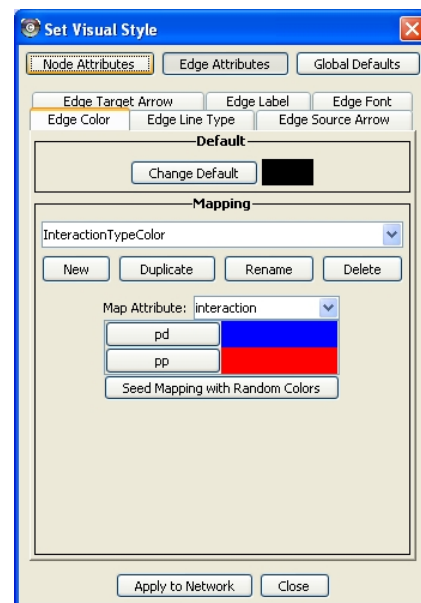 Set Visual Style
Node Attributes Edge Attributes Global Defaults
Edge Target Arrow Edge Label Edge Font
Edge Color Edge Line Type Edge Source Arrow
Default
Change Default
Mapping
InteractionTypeColor
New Duplicate Rename Delete
Map Attribute: interaction
pd
pp
Seed Mapping with Random Colors
Apply to Network Close